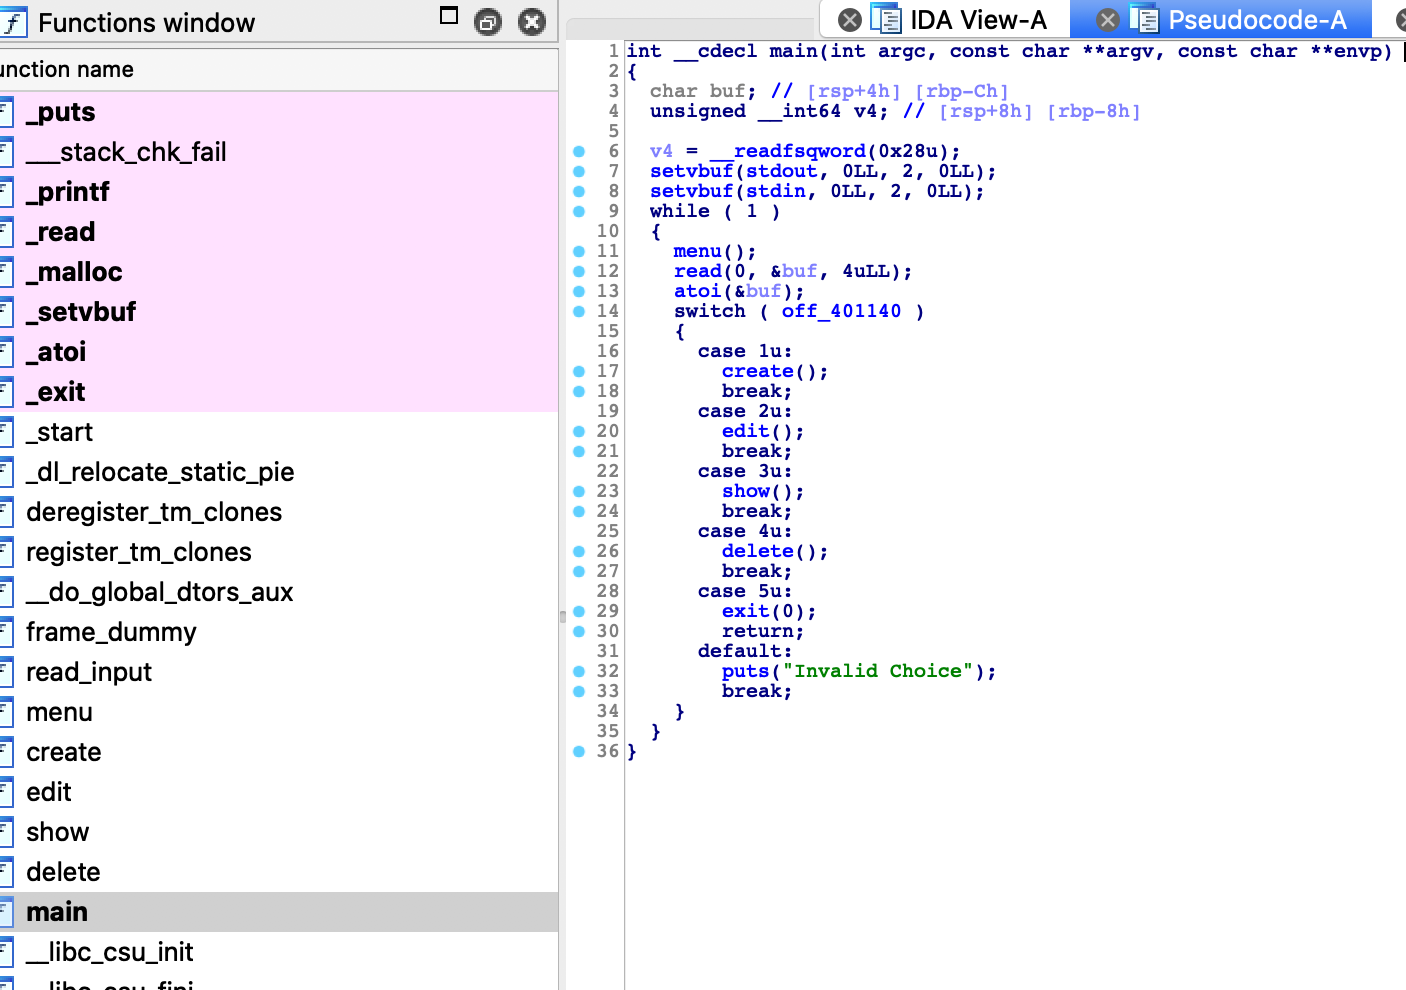 Functions window
unction name
_puts
___stack_chk_fail
_printf
_read
_malloc
_setvbuf
_atoi
_exit
_start
_dl_relocate_static_pie
deregister_tm_clones
register_tm_clones
__do_global_dtors_aux
frame_dummy
read_input
menu
create
edit
show
delete
main
__libc_csu_init
__libc_csu_fini
IDA View-A
Pseudocode-A
1 int __cdecl main(int argc, const char **argv, const char **envp)
2 {
3 char buf; // [rsp+4h] [rbp-Ch]
4 unsigned __int64 v4; // [rsp+8h] [rbp-8h]
5
6 v4 = __readfsqword(0x28u);
7 setvbuf(stdout, 0LL, 2, 0LL);
8 setvbuf(stdin, 0LL, 2, 0LL);
9 while ( 1 )
10 {
11 menu();
12 read(0, &buf, 4uLL);
13 atoi(&buf);
14 switch ( off_401140 )
15 {
16 case 1u:
17 create();
18 break;
19 case 2u:
20 edit();
21 break;
22 case 3u:
23 show();
24 break;
25 case 4u:
26 delete();
27 break;
28 case 5u:
29 exit(0);
30 return;
31 default:
32 puts("Invalid Choice");
33 break;
34 }
35 }
36 }